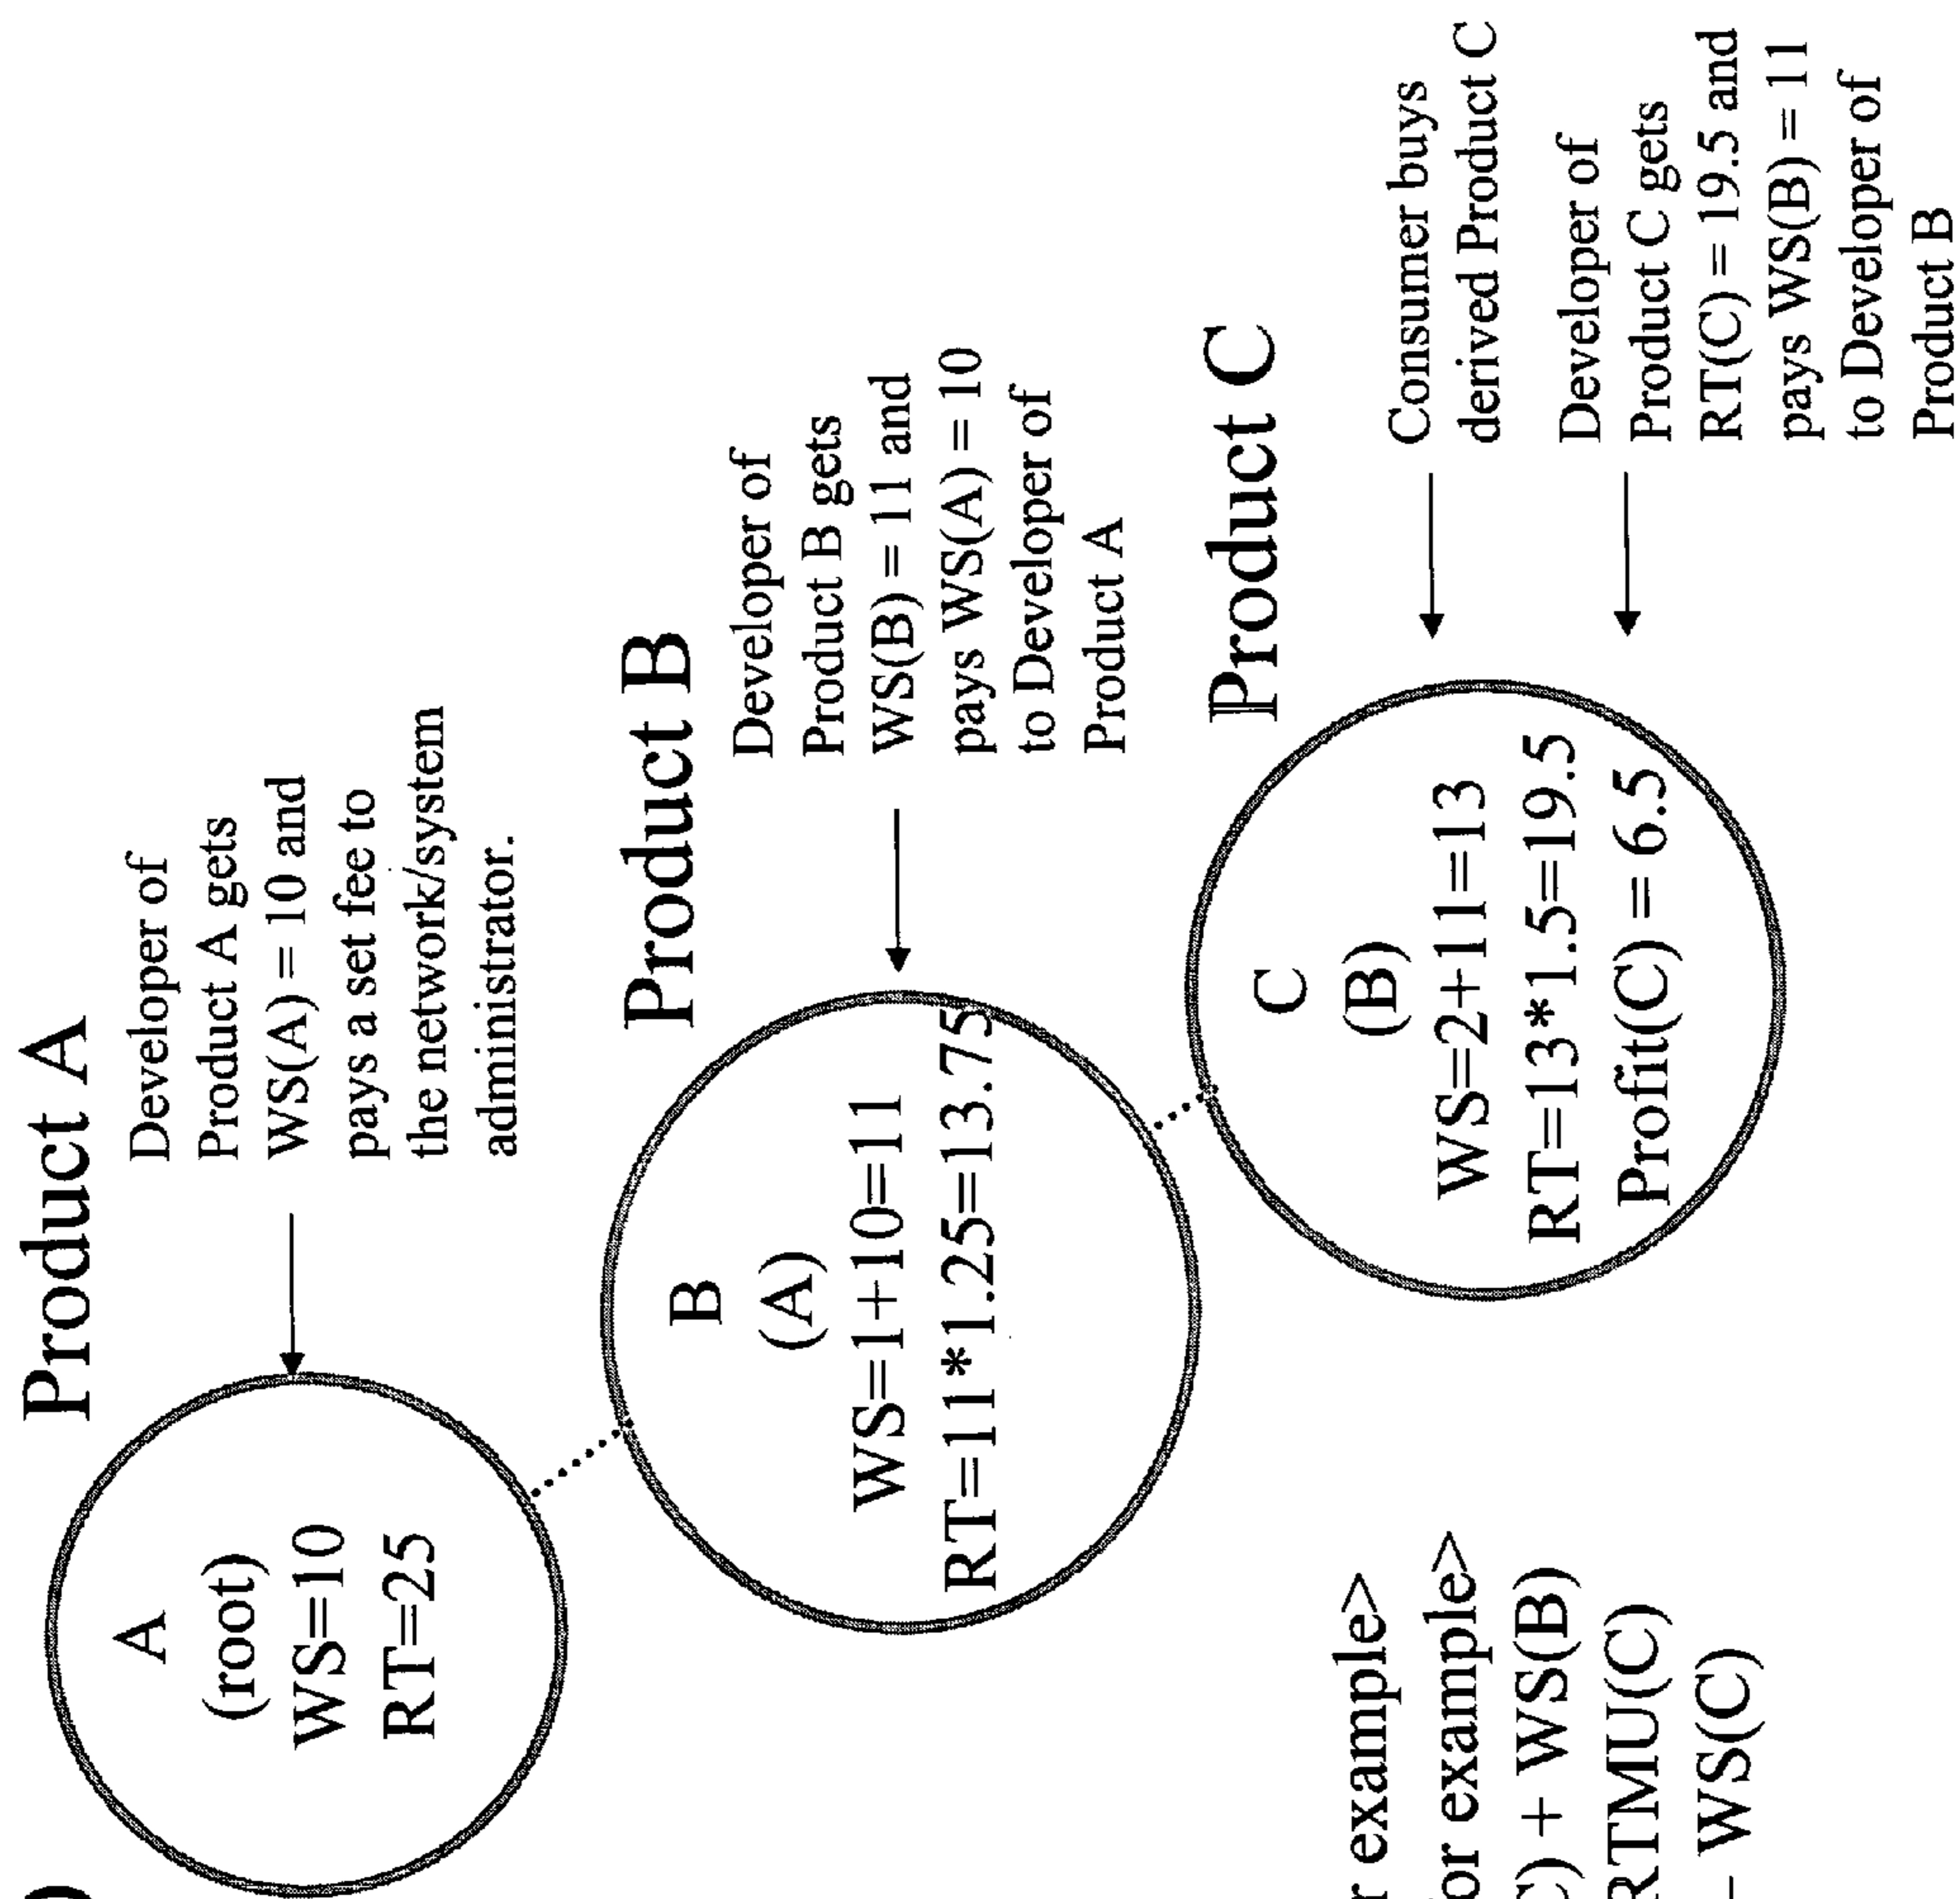 Product A
Developer of
Product A gets
WS(A) = 10 and
pays a set fee to
the network/system
administrator.
A
(root)
WS=10
RT=25
Product B
Developer of
Product B gets
WS(B) = 11 and
pays WS(A) = 10
to Developer of
Product A
B
(A)
WS=1+10=11
RT=11*1.25=13.75
Product C
Consumer buys
derived Product C
Developer of
Product C gets
RT(C) = 19.5 and
pays WS(B) = 11
to Developer of
Product B
C
(B)
WS=2+11=13
RT=13*1.5=19.5
Profit(C) = 6.5
example>
example>
+ WS(B)
RTMU(C)
- WS(C)